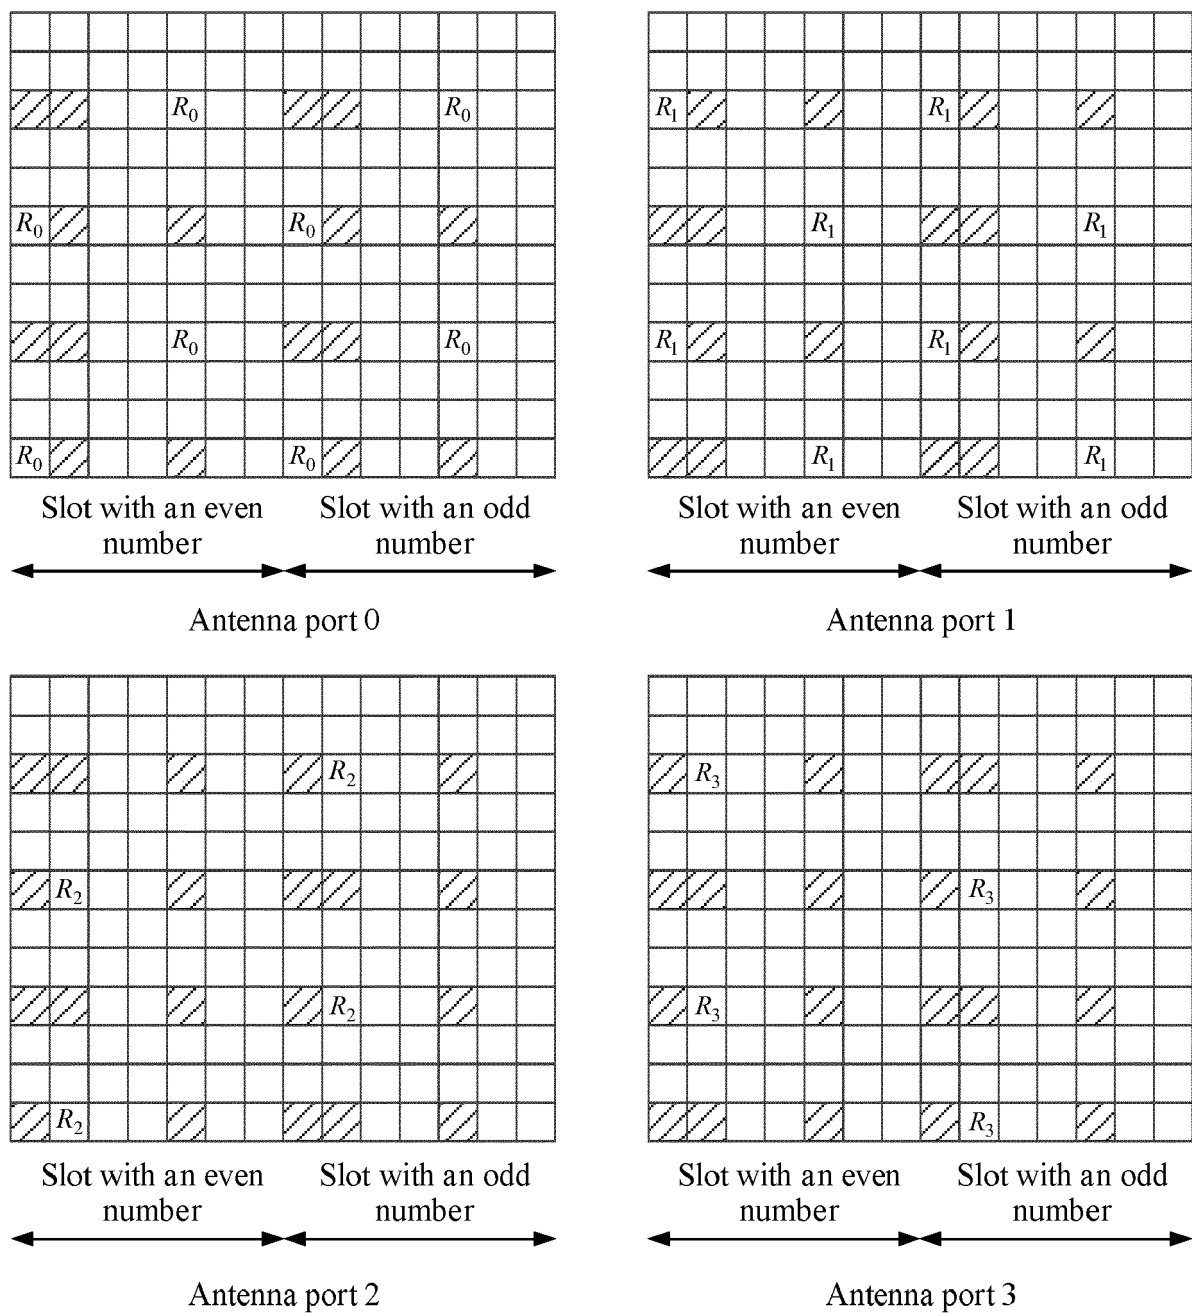 R0 R0 R1 R1
R0 R0 R1 R1
R0 R0 R1 R1
R0 R0 R1 R1
Slot with an even number
Slot with an odd number
Slot with an even number
Slot with an odd number
Antenna port 0
Antenna port 1
R2 R3
R2 R3
R2 R3
R2 R3
Slot with an even number
Slot with an odd number
Slot with an even number
Slot with an odd number
Antenna port 2
Antenna port 3